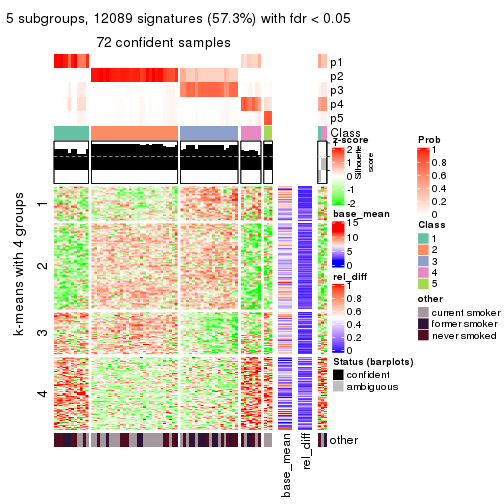 5 subgroups, 12089 signatures (57.3%) with fdr < 0.05
72 confident samples
p1
p2
p3
p4
p5
Class
Silhouette
score
k-means with 4 groups
1
2
3
4
base_mean
rel_diff
other
z-score
2
1
0
-1
-2
base_mean
15
10
5
0
rel_diff
1
0.8
0.6
0.4
0.2
0
Status (barplots)
confident
ambiguous
Prob
1
0.8
0.6
0.4
0.2
0
Class
1
2
3
4
5
other
current smoker
former smoker
never smoked